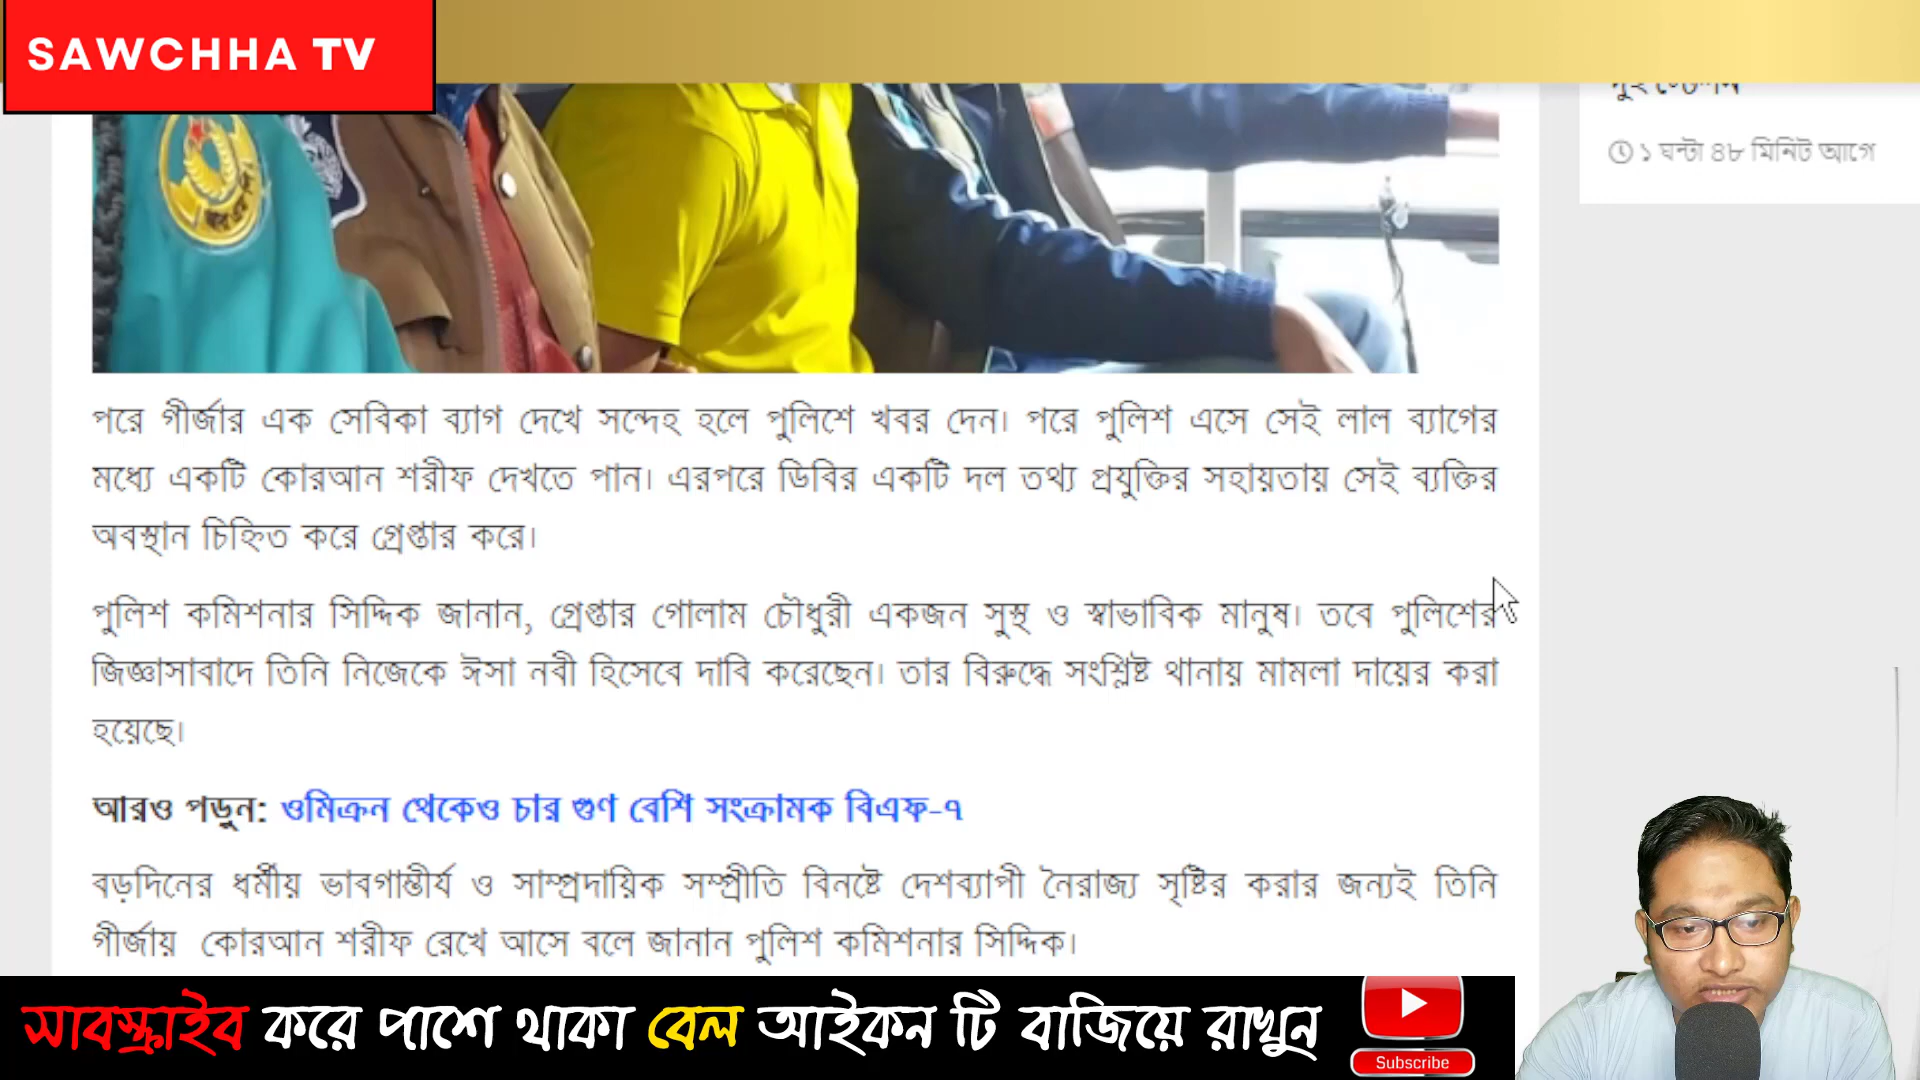 SAWCHHA TV
১ ঘন্টা ৪৮ মিনিট আগে
পরে গীর্জার এক সেবিকা ব্যাগ দেখে সন্দেহ হলে পুলিশে খবর দেন। পরে পুলিশ এসে সেই লাল ব্যাগের
মধ্যে একটি কোরআন শরীফ দেখতে পান। এরপরে ডিবির একটি দল তথ্য প্রযুক্তির সহায়তায় সেই ব্যক্তির
অবস্থান চিহ্নিত করে গ্রেপ্তার করে।
পুলিশ কমিশনার সিদ্দিক জানান, গ্রেপ্তার গোলাম চৌধুরী একজন সুস্থ ও স্বাভাবিক মানুষ। তবে পুলিশের
জিজ্ঞাসাবাদে তিনি নিজেকে ঈসা নবী হিসেবে দাবি করেছেন। তার বিরুদ্ধে সংশ্লিষ্ট থানায় মামলা দায়ের করা
হয়েছে।
আরও পড়ুন: ওমিক্রন থেকেও চার গুণ বেশি সংক্রামক বিএফ-৭
বড়দিনের ধর্মীয় ভাবগাম্ভীর্য ও সাম্প্রদায়িক সম্প্রীতি বিনষ্টে দেশব্যাপী নৈরাজ্য সৃষ্টির করার জন্যই তিনি
গীর্জায় কোরআন শরীফ রেখে আসে বলে জানান পুলিশ কমিশনার সিদ্দিক।
সাবস্ক্রাইব করে পাশে থাকা বেল আইকন টি বাজিয়ে রাখুন
Subscribe